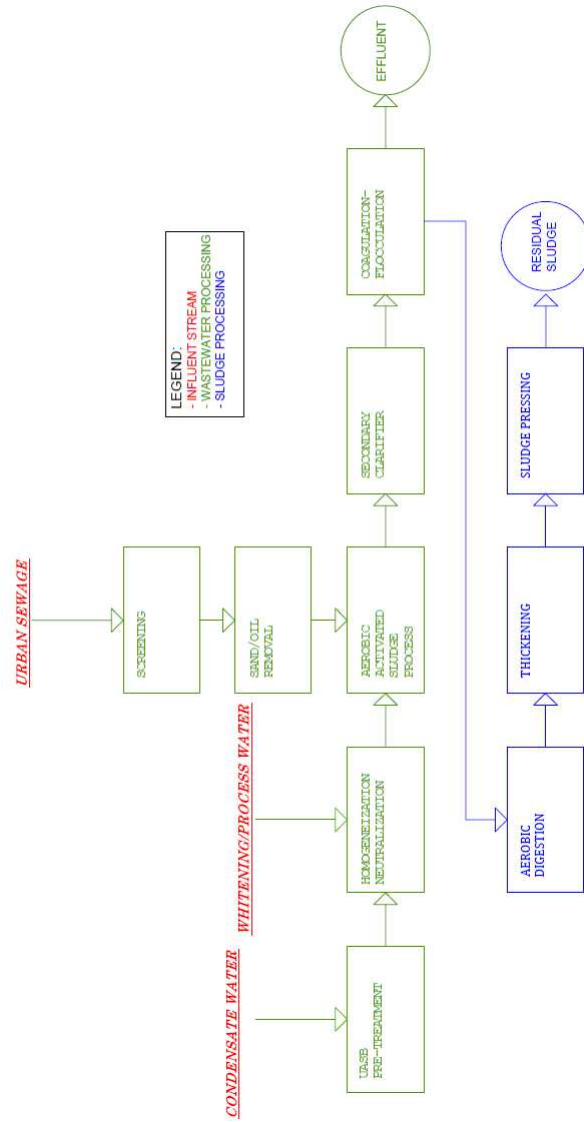 URBAN SEWAGE
SCREENING
SAND/OIL
REMOVAL
CONDENSATE WATER
WHITENING/PROCESS WATER
UASB
PRE-TREATMENT
HOMOGENEIZATION
NEUTRALIZATION
AEROBIC
ACTIVATED
SLUDGE
PROCESS
SECONDARY
CLARIFIER
COAGULATION-
FLOCCULATION
EFFLUENT
LEGEND:
- INFLUENT STREAM
- WASTEWATER PROCESSING
- SLUDGE PROCESSING
AEROBIC
DIGESTION
THICKENING
SLUDGE PRESSING
RESIDUAL
SLUDGE